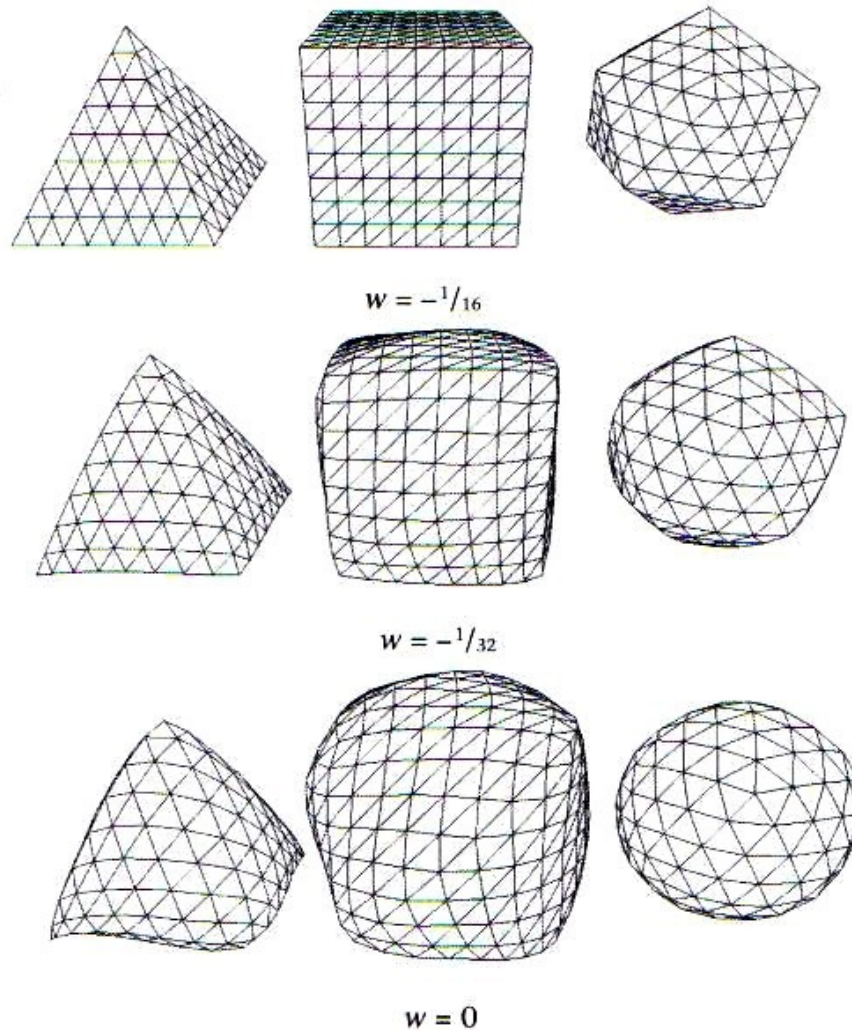 w = −1/16
w = −1/32
w = 0